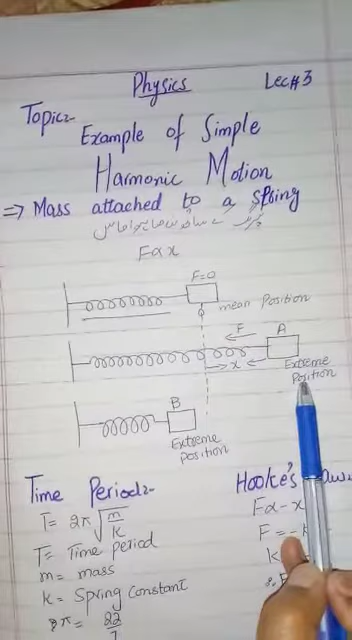 Physics
Lec#3
Topic:-
Example of Simple
Harmonic Motion
⇒ Mass attached to a Spring
F α x
F=0
mean Position
F
A
x
Extreme
Position
B
Extreme
Position
Time Period:-
T = 2π√m/k
T = Time period
m = mass
k = Spring Constant
2π = 22/7
Hooke's
F α - x
F = -
k